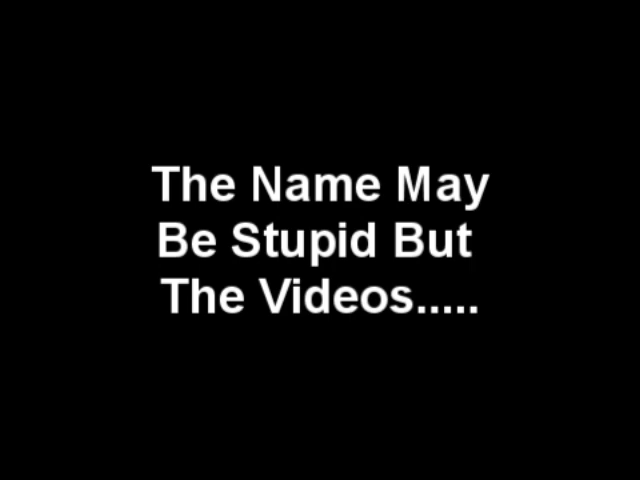 The Name May
Be Stupid But
The Videos.....